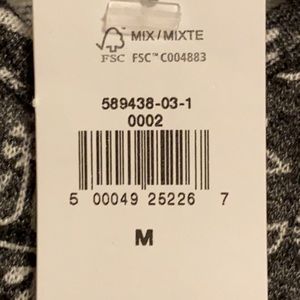 MIX/MIXTE
FSC FSC™ C004883
589438-03-1
0002
5 00049 25226 7
M